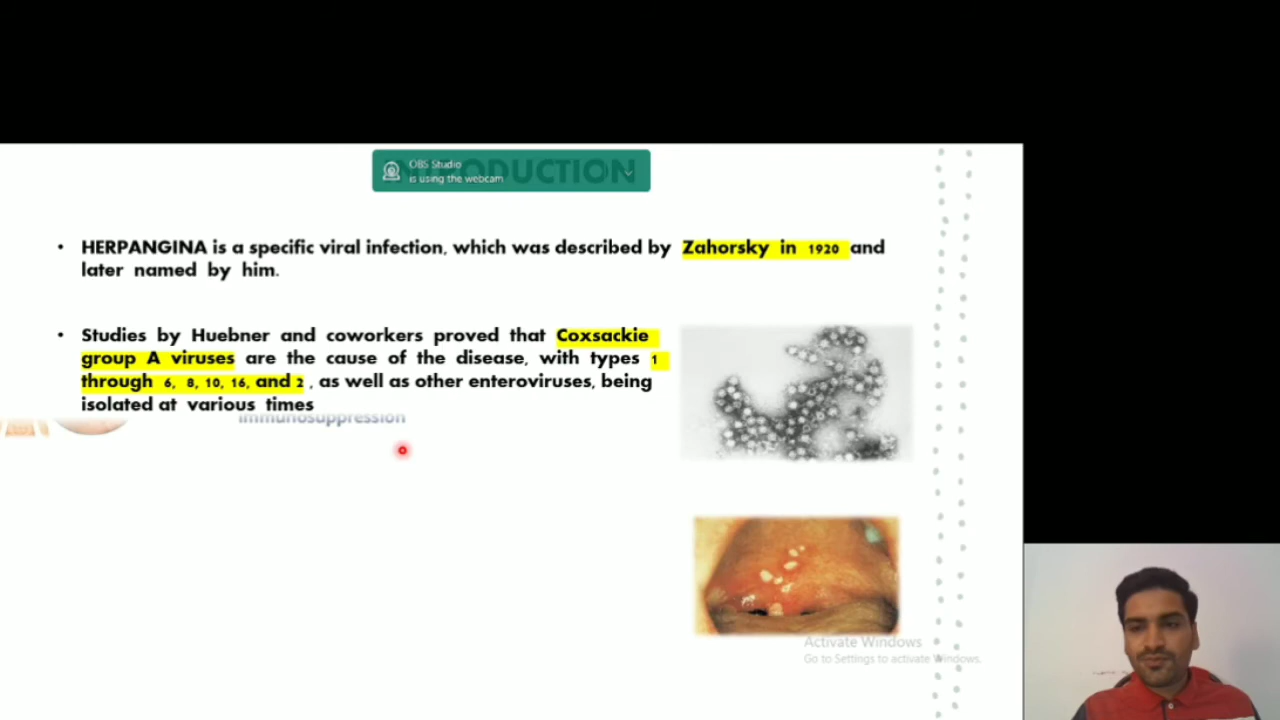 OBS Studio
is using the webcam
INTRODUCTION
• HERPANGINA is a specific viral infection, which was described by Zahorsky in 1920 and
later named by him.
• Studies by Huebner and coworkers proved that Coxsackie
group A viruses are the cause of the disease, with types 1
through 6, 8, 10, 16, and 2 , as well as other enteroviruses, being
isolated at various times
immunosuppression
Activate Windows
Go to Settings to activate Windows.